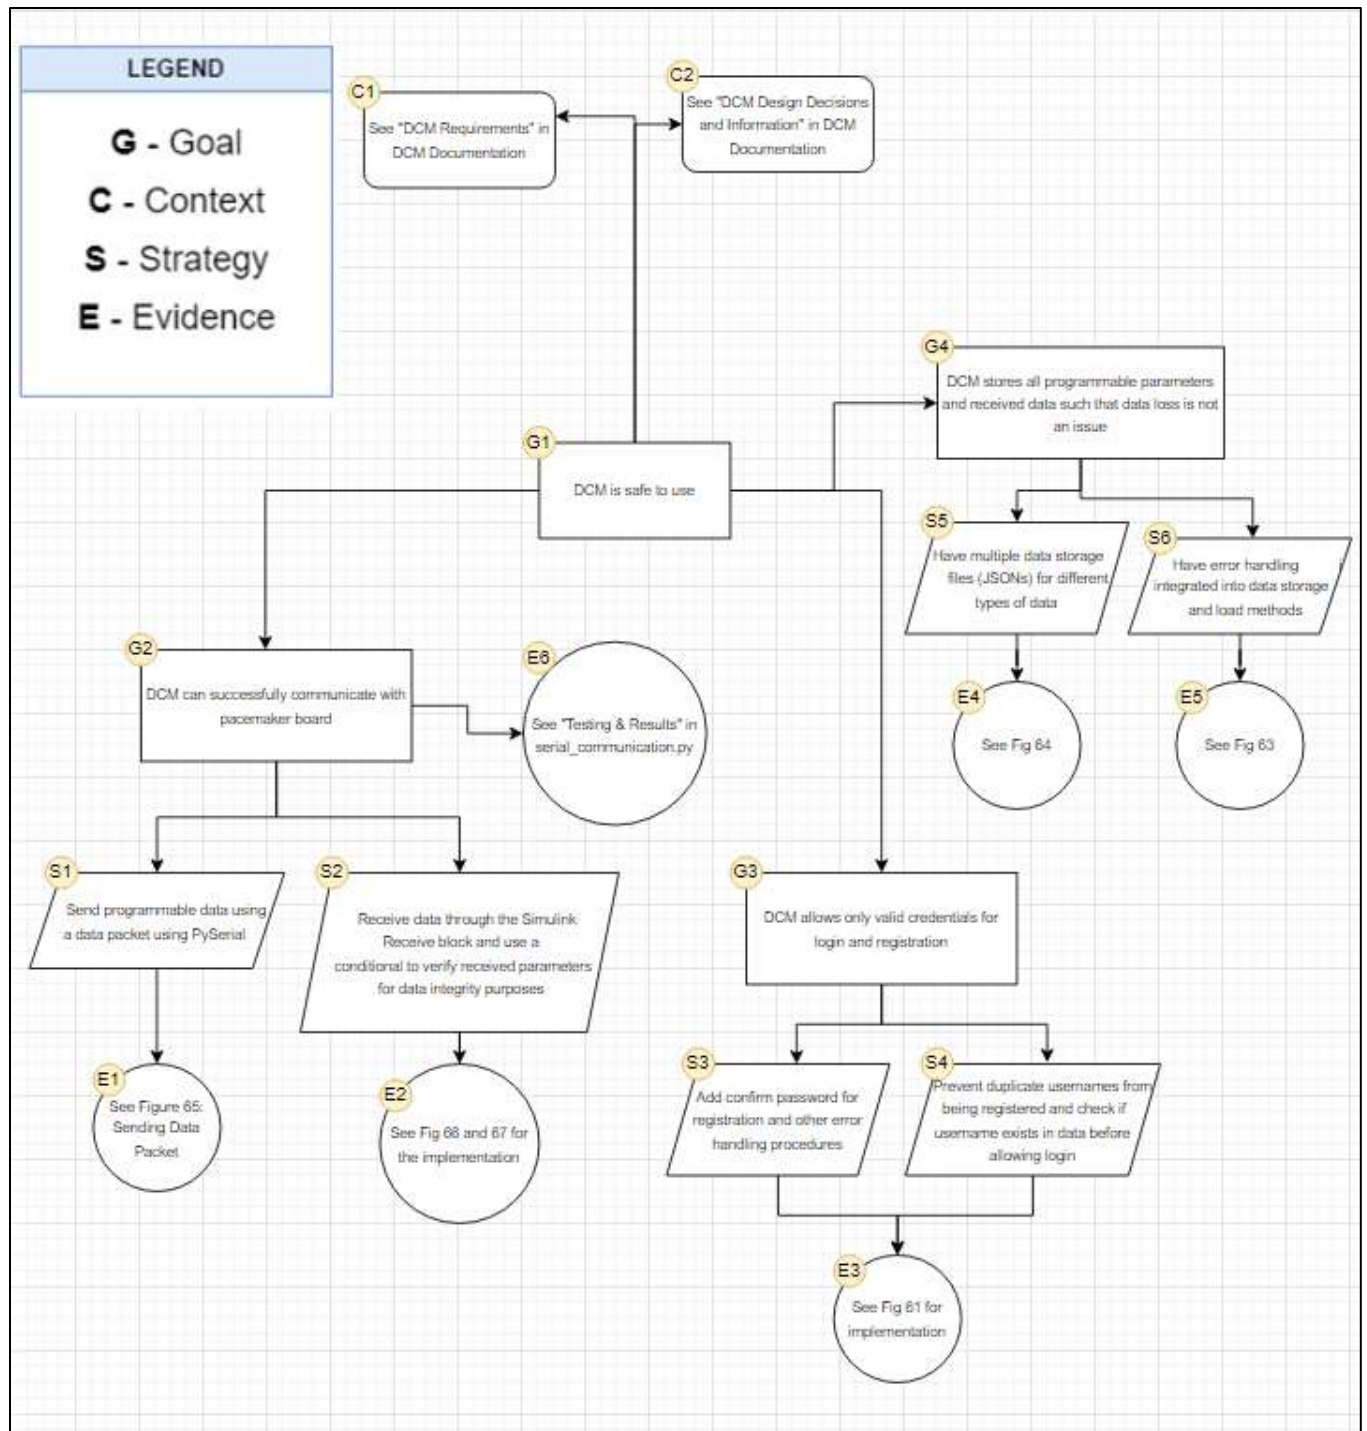 LEGEND
G - Goal
C - Context
S - Strategy
E - Evidence
C1
See "DCM Requirements" in
DCM Documentation
C2
See "DCM Design Decisions
and Information" in DCM
Documentation
G4
DCM stores all programmable parameters
and received data such that data loss is not
an issue
G1
DCM is safe to use
S5
Have multiple data storage
files (JSONs) for different
types of data
S6
Have error handling
integrated into data storage
and load methods
G2
DCM can successfully communicate with
pacemaker board
E6
See "Testing & Results" in
serial_communication.py
E4
See Fig 64
E5
See Fig 63
S1
Send programmable data using
a data packet using PySerial
S2
Receive data through the Simulink
Receive block and use a
conditional to verify received parameters
for data integrity purposes
G3
DCM allows only valid credentials for
login and registration
E1
See Figure 65:
Sending Data
Packet
E2
See Fig 66 and 67 for
the implementation
S3
Add confirm password for
registration and other error
handling procedures
S4
Prevent duplicate usernames from
being registered and check if
username exists in data before
allowing login
E3
See Fig 61 for
implementation